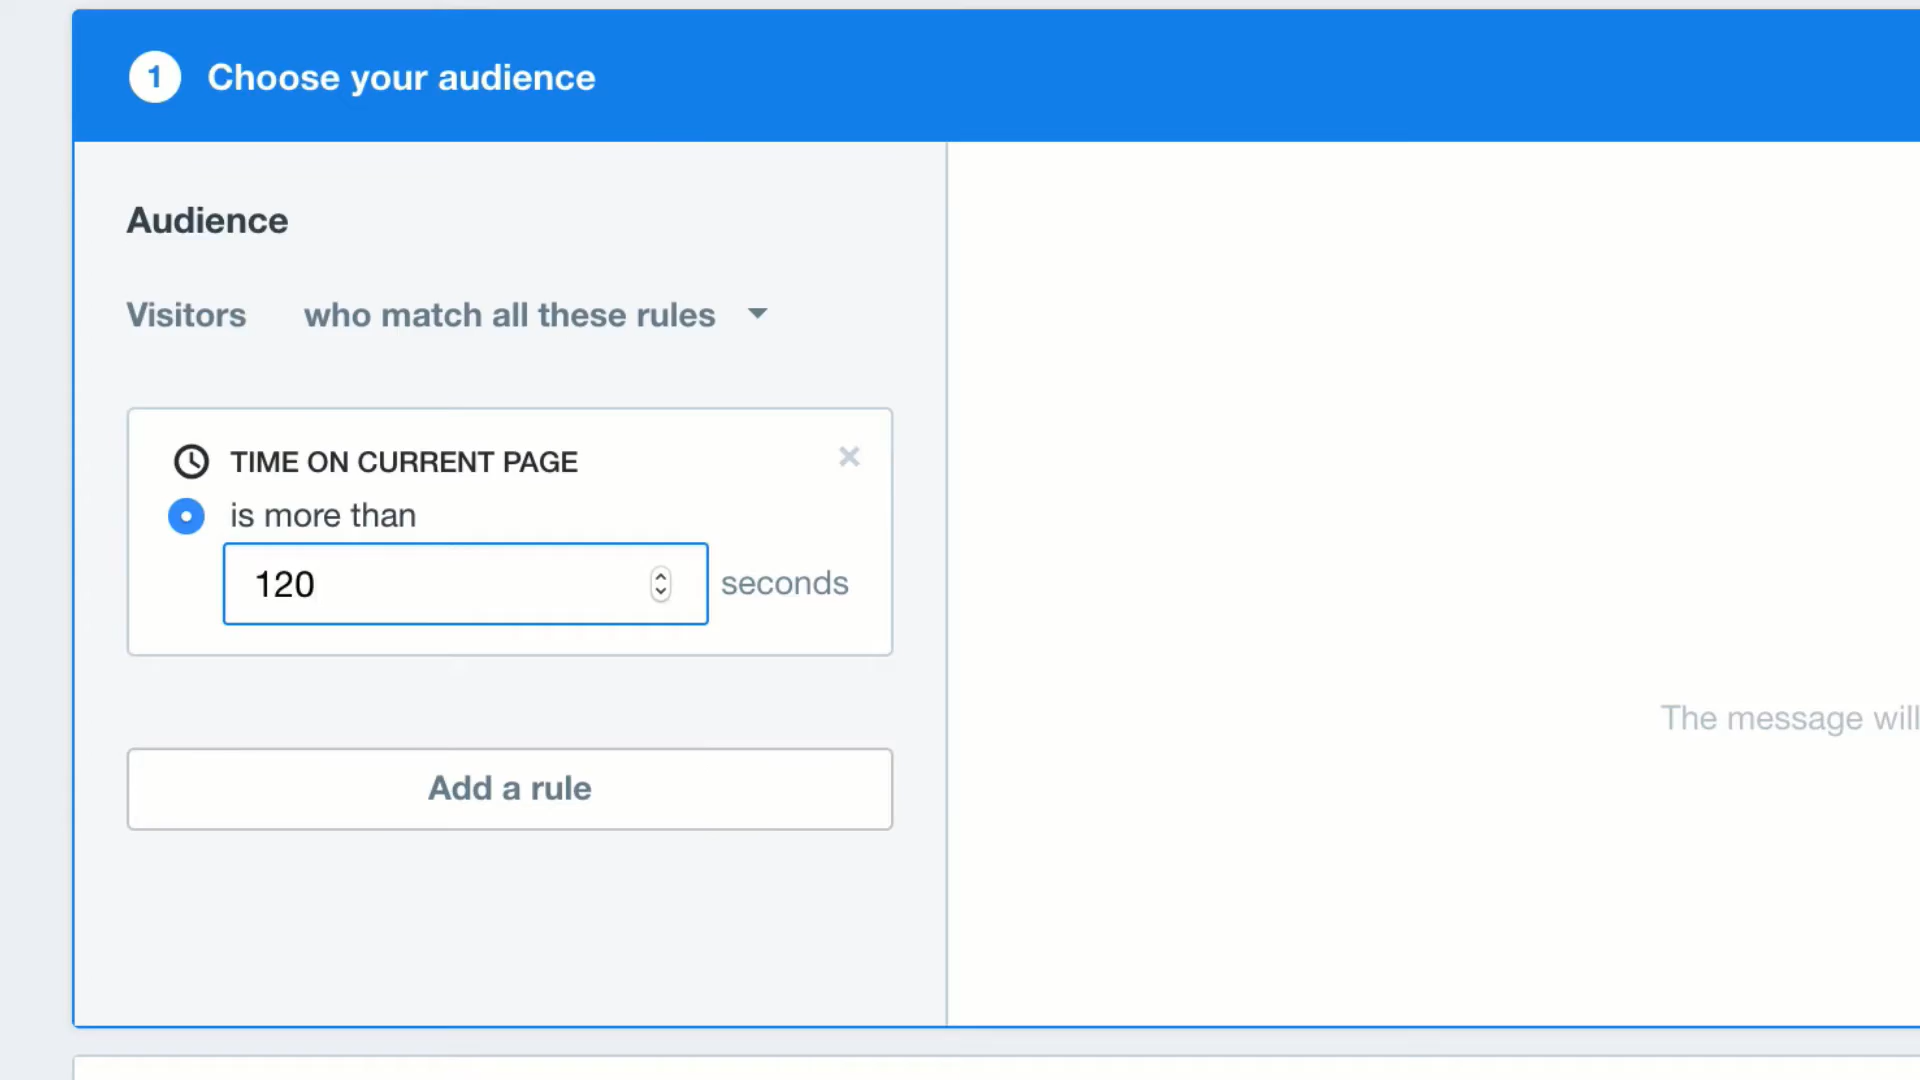 1 Choose your audience
Audience
Visitors who match all these rules
TIME ON CURRENT PAGE
is more than
120 seconds
The message will
Add a rule